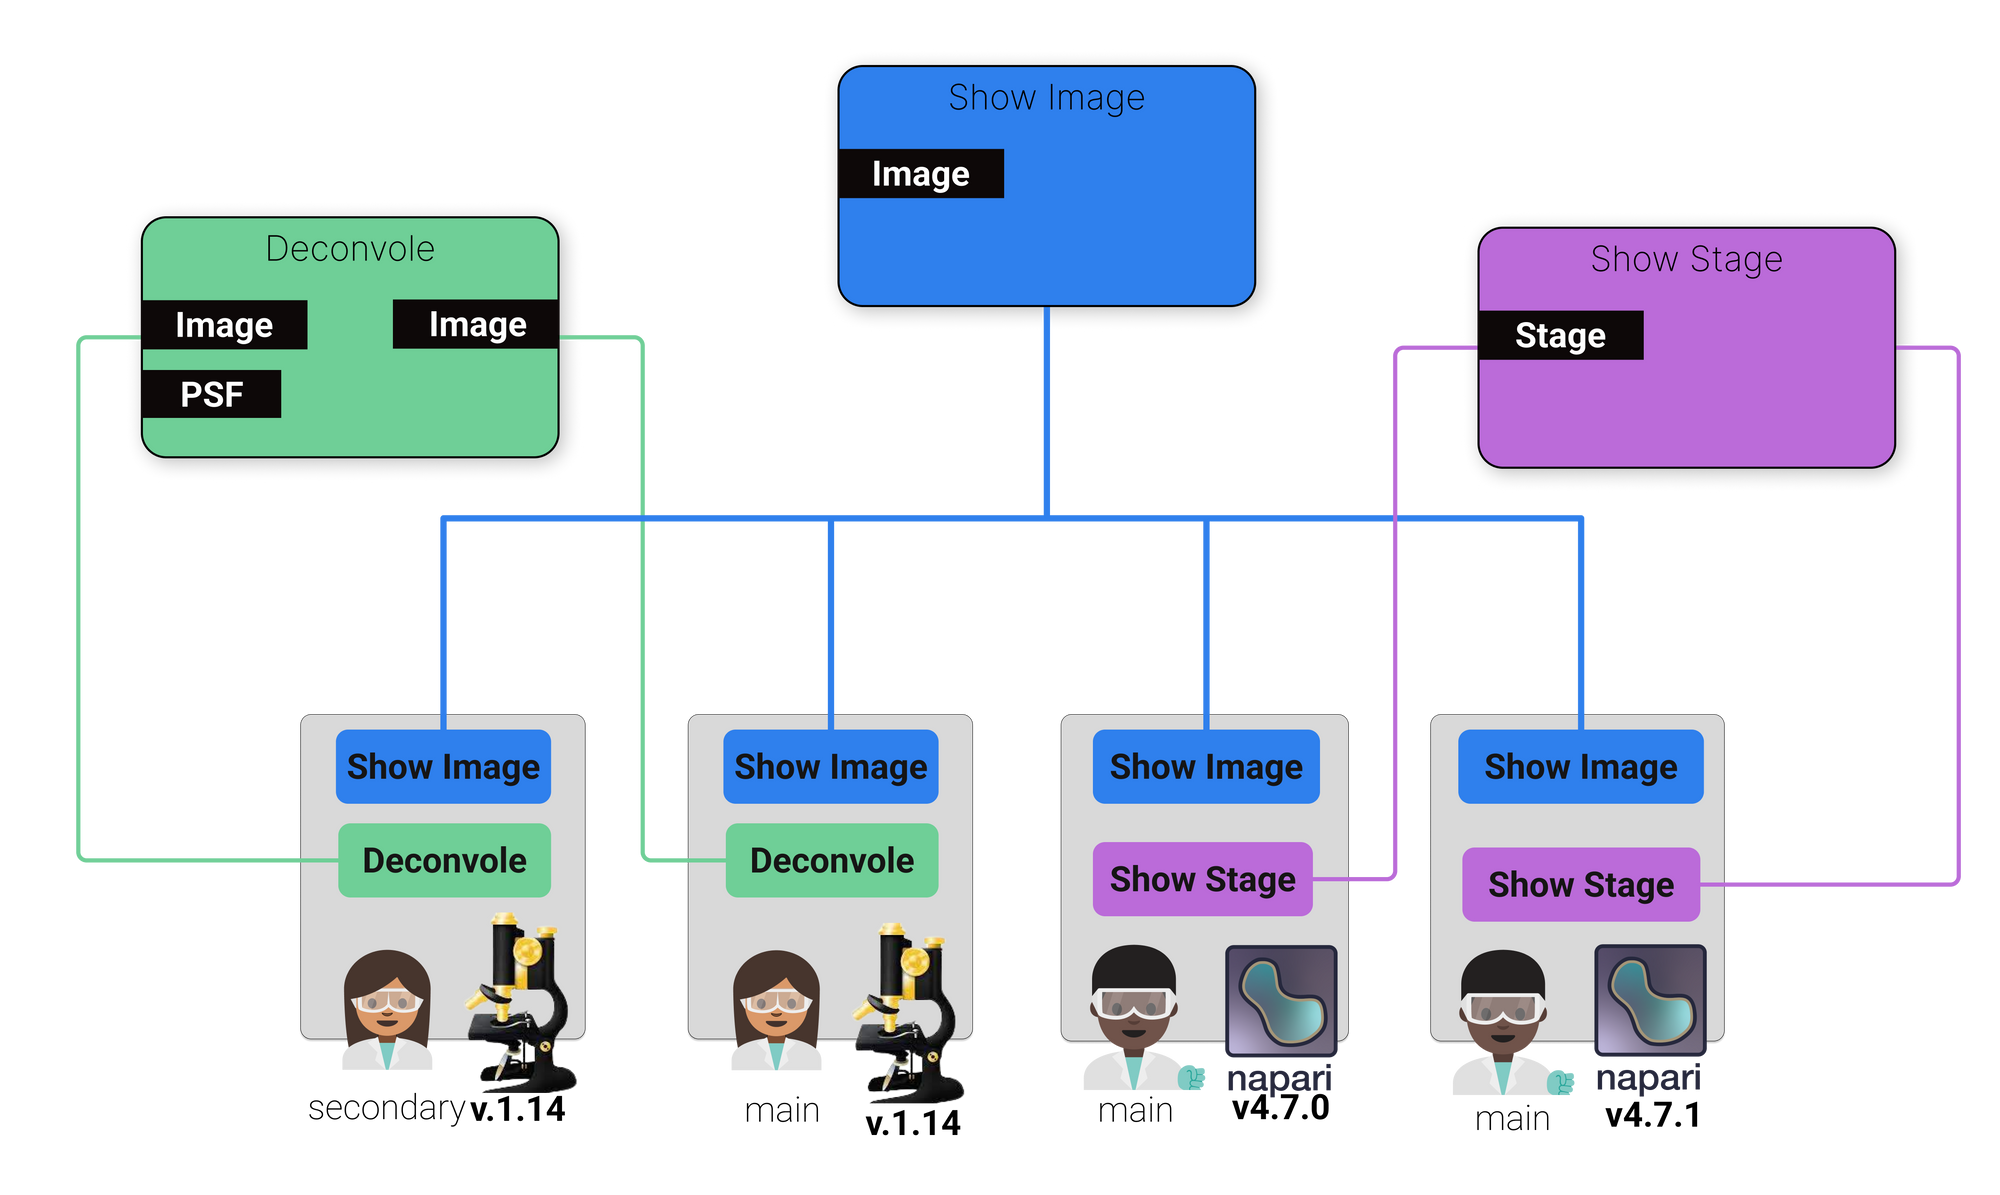 Show Image
Image
Deconvole
Image
Image
PSF
Show Stage
Stage
Show Image
Deconvole
secondary
v.1.14
Show Image
Deconvole
main
v.1.14
Show Image
Show Stage
main
napari
v4.7.0
Show Image
Show Stage
main
napari
v4.7.1